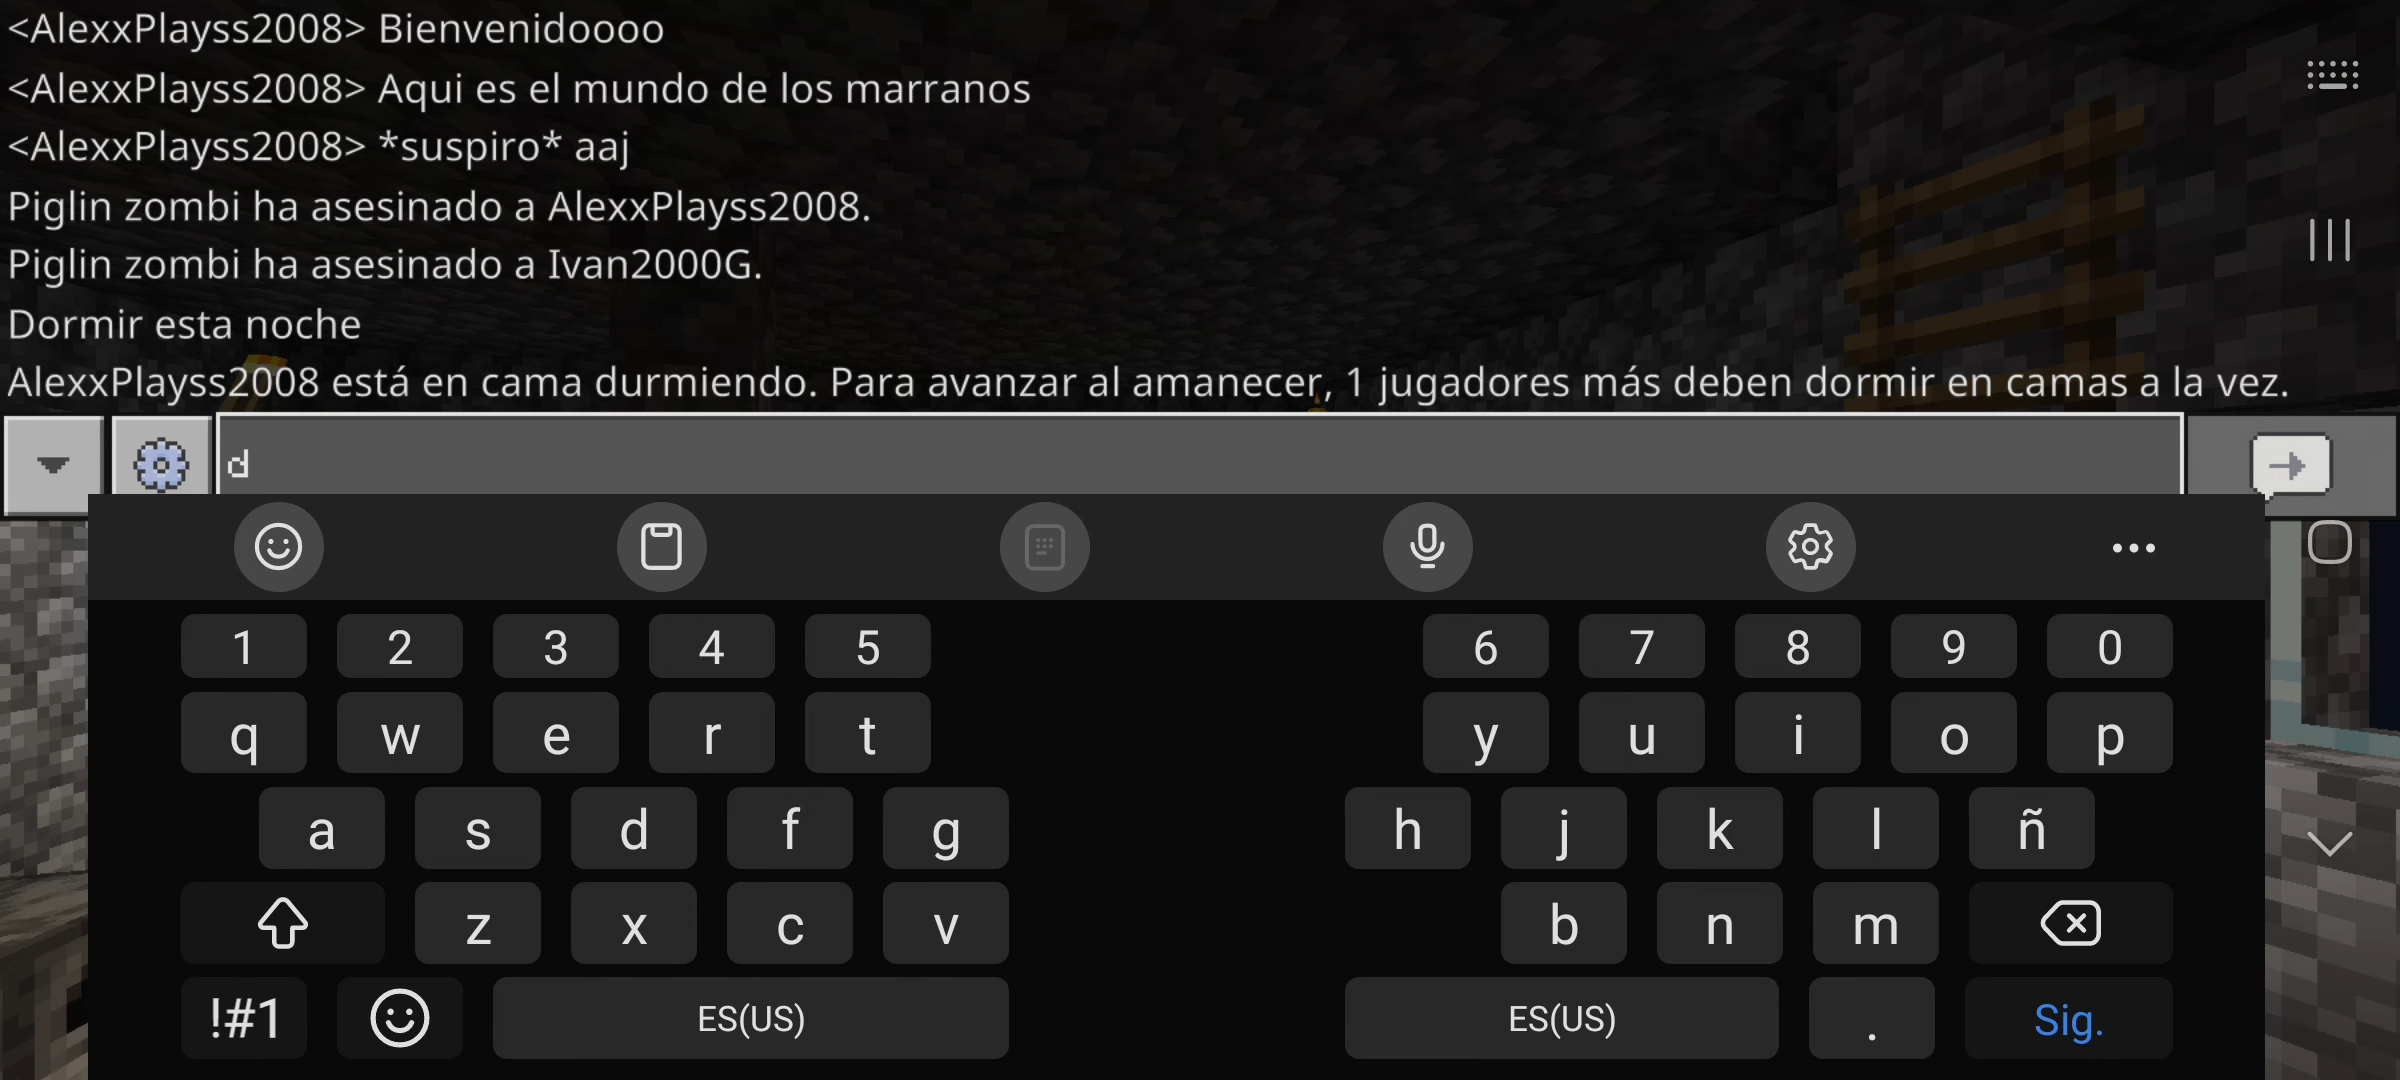 <AlexxPlayss2008> Bienvenidoooo
<AlexxPlayss2008> Aqui es el mundo de los marranos
<AlexxPlayss2008> *suspiro* aaj
Piglin zombi ha asesinado a AlexxPlayss2008.
Piglin zombi ha asesinado a Ivan2000G.
Dormir esta noche
AlexxPlayss2008 está en cama durmiendo. Para avanzar al amanecer, 1 jugadores más deben dormir en camas a la vez.
d
1 2 3 4 5 6 7 8 9 0
q w e r t y u i o p
a s d f g h j k l ñ
z x c v b n m
!#1 ES(US) ES(US) . Sig.